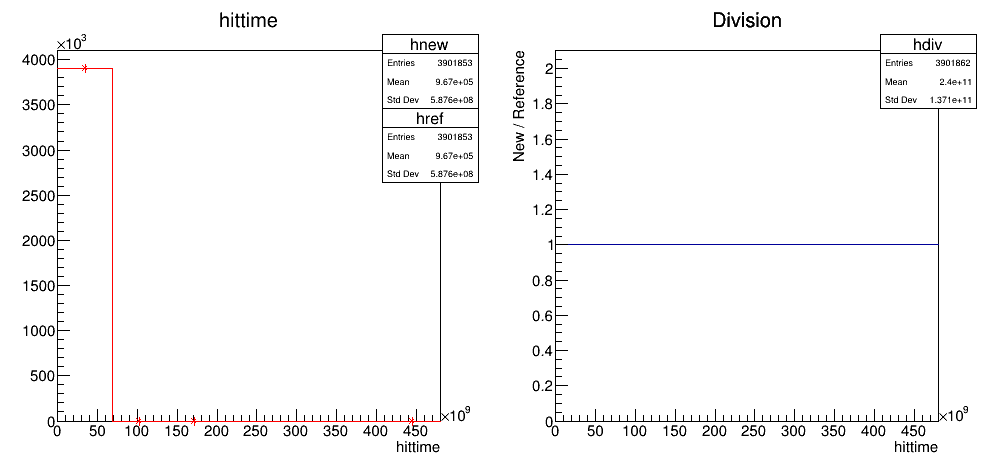 hittime
×10³
4000
3500
3000
2500
2000
1500
1000
500
0
0 50 100 150 200 250 300 350 400 450
×10⁹
hittime
hnew
Entries 3901853
Mean 9.67e+05
Std Dev 5.876e+08
href
Entries 3901853
Mean 9.67e+05
Std Dev 5.876e+08
Division
New / Reference
2
1.8
1.6
1.4
1.2
1
0.8
0.6
0.4
0.2
0
0 50 100 150 200 250 300 350 400 450
×10⁹
hittime
hdiv
Entries 3901862
Mean 2.4e+11
Std Dev 1.371e+11